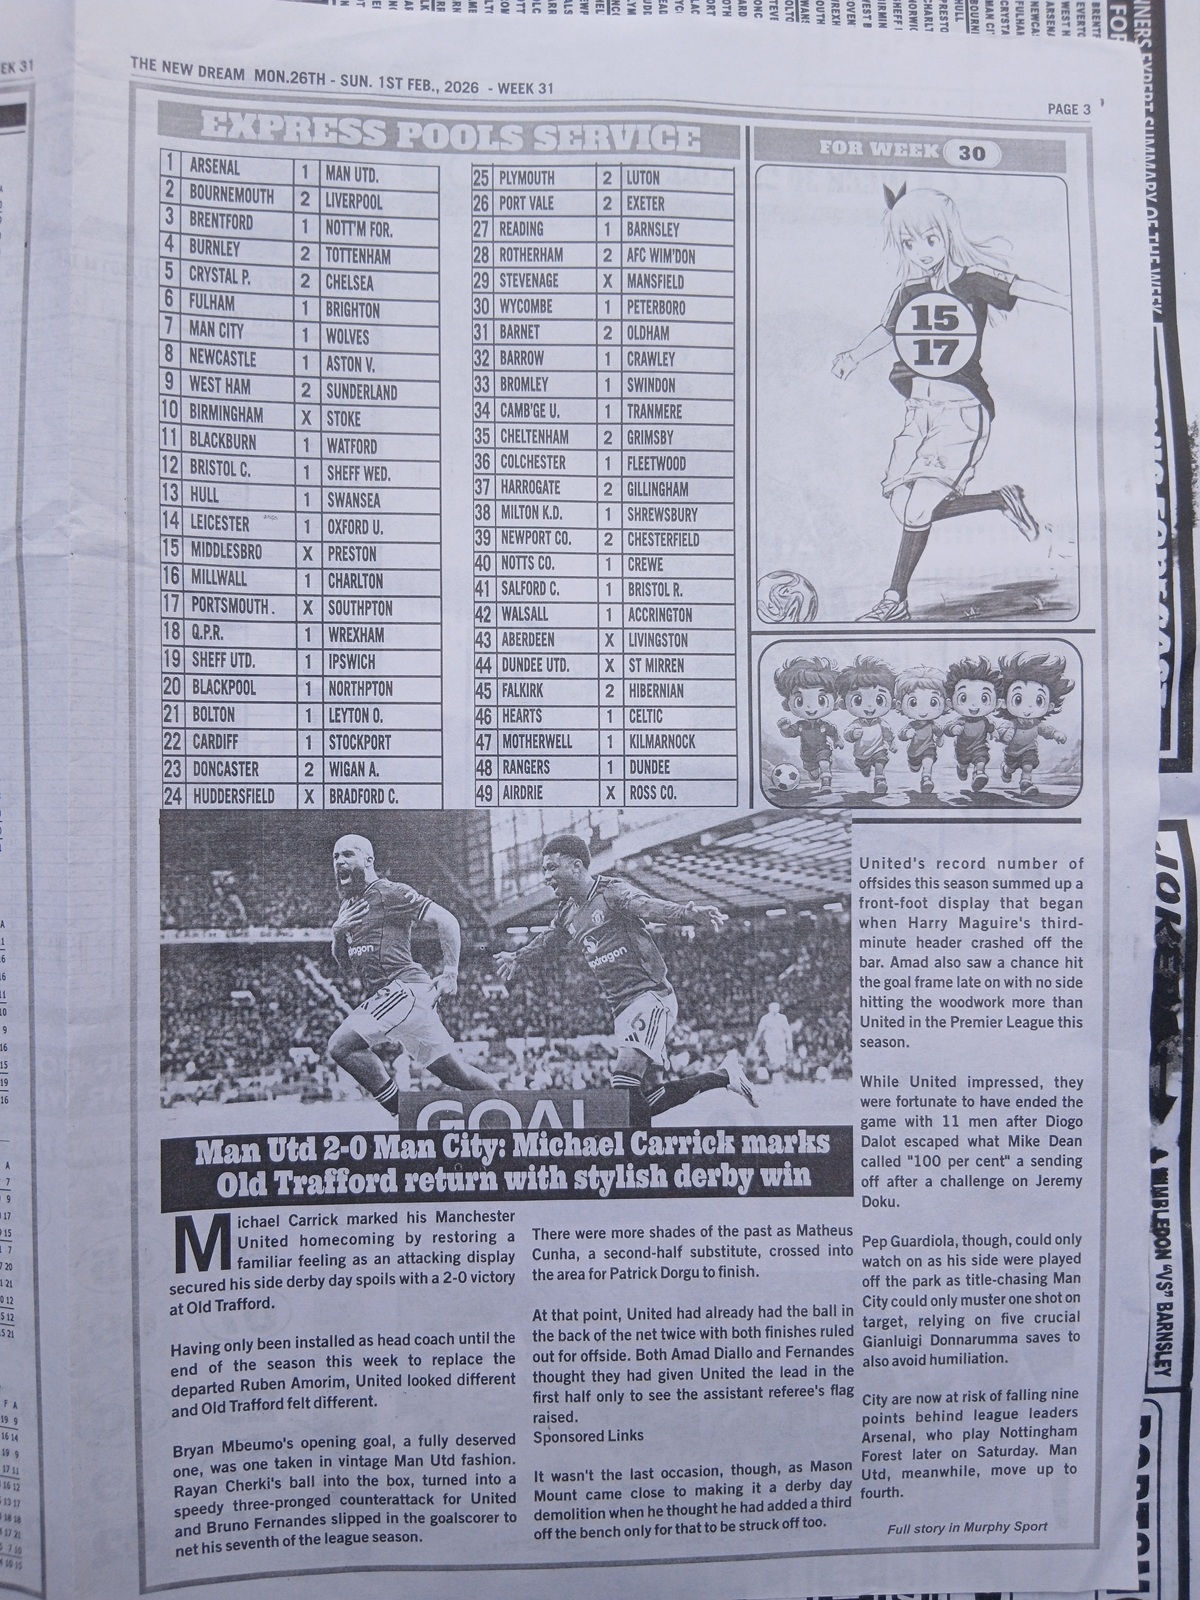 THE NEW DREAM MON.26TH - SUN. 1ST FEB., 2026 - WEEK 31
PAGE 3
EXPRESS POOLS SERVICE
FOR WEEK 30
1 ARSENAL 1 MAN UTD.
2 BOURNEMOUTH 2 LIVERPOOL
3 BRENTFORD 1 NOTT'M FOR.
4 BURNLEY 2 TOTTENHAM
5 CRYSTAL P. 2 CHELSEA
6 FULHAM 1 BRIGHTON
7 MAN CITY 1 WOLVES
8 NEWCASTLE 1 ASTON V.
9 WEST HAM 2 SUNDERLAND
10 BIRMINGHAM X STOKE
11 BLACKBURN 1 WATFORD
12 BRISTOL C. 1 SHEFF WED.
13 HULL 1 SWANSEA
14 LEICESTER 1 OXFORD U.
15 MIDDLESBRO X PRESTON
16 MILLWALL 1 CHARLTON
17 PORTSMOUTH. X SOUTHPTON
18 Q.P.R. 1 WREXHAM
19 SHEFF UTD. 1 IPSWICH
20 BLACKPOOL 1 NORTHPTON
21 BOLTON 1 LEYTON O.
22 CARDIFF 1 STOCKPORT
23 DONCASTER 2 WIGAN A.
24 HUDDERSFIELD X BRADFORD C.
25 PLYMOUTH 2 LUTON
26 PORT VALE 2 EXETER
27 READING 1 BARNSLEY
28 ROTHERHAM 2 AFC WIM'DON
29 STEVENAGE X MANSFIELD
30 WYCOMBE 1 PETERBORO
31 BARNET 2 OLDHAM
32 BARROW 1 CRAWLEY
33 BROMLEY 1 SWINDON
34 CAMB'GE U. 1 TRANMERE
35 CHELTENHAM 2 GRIMSBY
36 COLCHESTER 1 FLEETWOOD
37 HARROGATE 2 GILLINGHAM
38 MILTON K.D. 1 SHREWSBURY
39 NEWPORT CO. 2 CHESTERFIELD
40 NOTTS CO. 1 CREWE
41 SALFORD C. 1 BRISTOL R.
42 WALSALL 1 ACCRINGTON
43 ABERDEEN X LIVINGSTON
44 DUNDEE UTD. X ST MIRREN
45 FALKIRK 2 HIBERNIAN
46 HEARTS 1 CELTIC
47 MOTHERWELL 1 KILMARNOCK
48 RANGERS 1 DUNDEE
49 AIRDRIE X ROSS CO.
15
17
GOAL
Man Utd 2-0 Man City: Michael Carrick marks
Old Trafford return with stylish derby win
Michael Carrick marked his Manchester
United homecoming by restoring a
familiar feeling as an attacking display
secured his side derby day spoils with a 2-0 victory
at Old Trafford.
Having only been installed as head coach until the
end of the season this week to replace the
departed Ruben Amorim, United looked different
and Old Trafford felt different.
Bryan Mbeumo's opening goal, a fully deserved
one, was one taken in vintage Man Utd fashion.
Rayan Cherki's ball into the box, turned into a
speedy three-pronged counterattack for United
and Bruno Fernandes slipped in the goalscorer to
net his seventh of the league season.
There were more shades of the past as Matheus
Cunha, a second-half substitute, crossed into
the area for Patrick Dorgu to finish.
At that point, United had already had the ball in
the back of the net twice with both finishes ruled
out for offside. Both Amad Diallo and Fernandes
thought they had given United the lead in the
first half only to see the assistant referee's flag
raised.
Sponsored Links
It wasn't the last occasion, though, as Mason
Mount came close to making it a derby day
demolition when he thought he had added a third
off the bench only for that to be struck off too.
United's record number of
offsides this season summed up a
front-foot display that began
when Harry Maguire's third-
minute header crashed off the
bar. Amad also saw a chance hit
the goal frame late on with no side
hitting the woodwork more than
United in the Premier League this
season.
While United impressed, they
were fortunate to have ended the
game with 11 men after Diogo
Dalot escaped what Mike Dean
called "100 per cent" a sending
off after a challenge on Jeremy
Doku.
Pep Guardiola, though, could only
watch on as his side were played
off the park as title-chasing Man
City could only muster one shot on
target, relying on five crucial
Gianluigi Donnarumma saves to
also avoid humiliation.
City are now at risk of falling nine
points behind league leaders
Arsenal, who play Nottingham
Forest later on Saturday. Man
Utd, meanwhile, move up to
fourth.
Full story in Murphy Sport
WIMBLEDON "VS" BARNSLEY